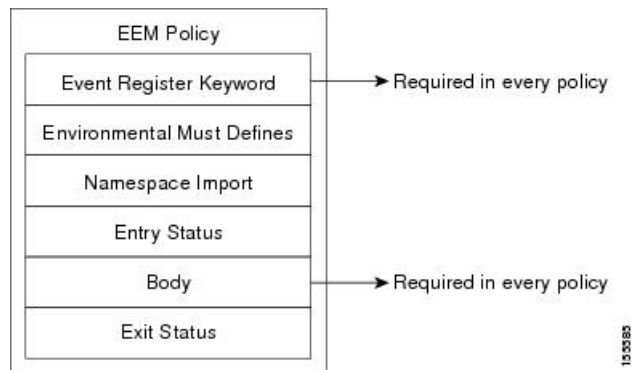 EEM Policy
Event Register Keyword
Required in every policy
Environmental Must Defines
Namespace Import
Entry Status
Body
Required in every policy
Exit Status
155585